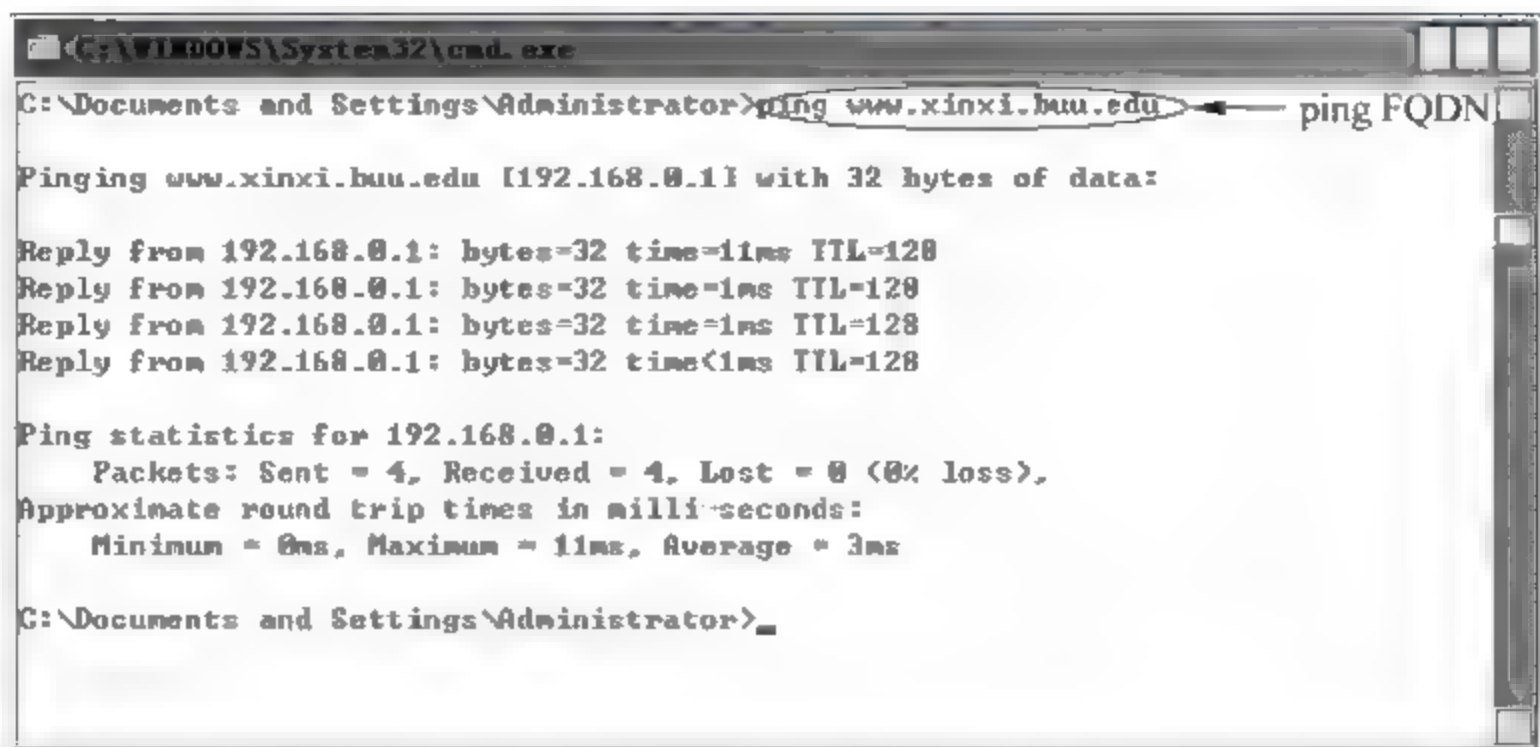 C:\WINDOWS\System32\cmd.exe
C:\Documents and Settings\Administrator>ping www.xinxi.buu.edu
ping FQDN
Pinging www.xinxi.buu.edu [192.168.0.1] with 32 bytes of data:
Reply from 192.168.0.1: bytes=32 time=11ms TTL=128
Reply from 192.168.0.1: bytes=32 time=1ms TTL=128
Reply from 192.168.0.1: bytes=32 time=1ms TTL=128
Reply from 192.168.0.1: bytes=32 time<1ms TTL=128
Ping statistics for 192.168.0.1:
Packets: Sent = 4, Received = 4, Lost = 0 (0% loss),
Approximate round trip times in milli-seconds:
Minimum = 0ms, Maximum = 11ms, Average = 3ms
C:\Documents and Settings\Administrator>_